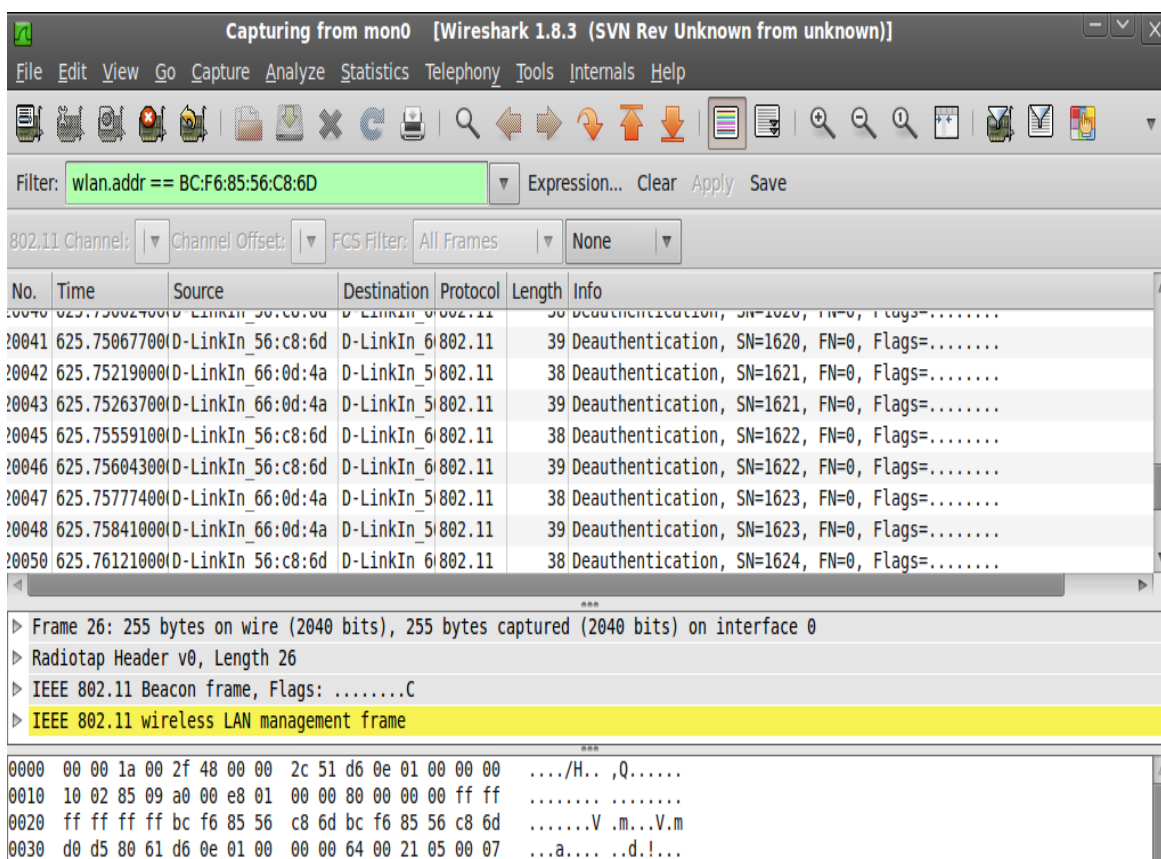 Capturing from mon0 [Wireshark 1.8.3 (SVN Rev Unknown from unknown)]
File Edit View Go Capture Analyze Statistics Telephony Tools Internals Help
Filter: wlan.addr == BC:F6:85:56:C8:6D Expression... Clear Apply Save
802.11 Channel: Channel Offset: FCS Filter: All Frames None
No. Time Source Destination Protocol Length Info
Deauthentication, SN=1620, FN=0, Flags=........
20041 625.750677000 D-LinkIn_56:c8:6d D-LinkIn_6 802.11 39 Deauthentication, SN=1620, FN=0, Flags=........
20042 625.752190000 D-LinkIn_66:0d:4a D-LinkIn_5 802.11 38 Deauthentication, SN=1621, FN=0, Flags=........
20043 625.752637000 D-LinkIn_66:0d:4a D-LinkIn_5 802.11 39 Deauthentication, SN=1621, FN=0, Flags=........
20045 625.755591000 D-LinkIn_56:c8:6d D-LinkIn_6 802.11 38 Deauthentication, SN=1622, FN=0, Flags=........
20046 625.756043000 D-LinkIn_56:c8:6d D-LinkIn_6 802.11 39 Deauthentication, SN=1622, FN=0, Flags=........
20047 625.757774000 D-LinkIn_66:0d:4a D-LinkIn_5 802.11 38 Deauthentication, SN=1623, FN=0, Flags=........
20048 625.758410000 D-LinkIn_66:0d:4a D-LinkIn_5 802.11 39 Deauthentication, SN=1623, FN=0, Flags=........
20050 625.761210000 D-LinkIn_56:c8:6d D-LinkIn_6 802.11 38 Deauthentication, SN=1624, FN=0, Flags=........
Frame 26: 255 bytes on wire (2040 bits), 255 bytes captured (2040 bits) on interface 0
Radiotap Header v0, Length 26
IEEE 802.11 Beacon frame, Flags: ........C
IEEE 802.11 wireless LAN management frame
0000 00 00 1a 00 2f 48 00 00 2c 51 d6 0e 01 00 00 00 ..../H.. ,Q......
0010 10 02 85 09 a0 00 e8 01 00 00 80 00 00 00 ff ff ........ ........
0020 ff ff ff ff bc f6 85 56 c8 6d bc f6 85 56 c8 6d .......V .m...V.m
0030 d0 d5 80 61 d6 0e 01 00 00 00 64 00 21 05 00 07 ...a.... ..d.!...